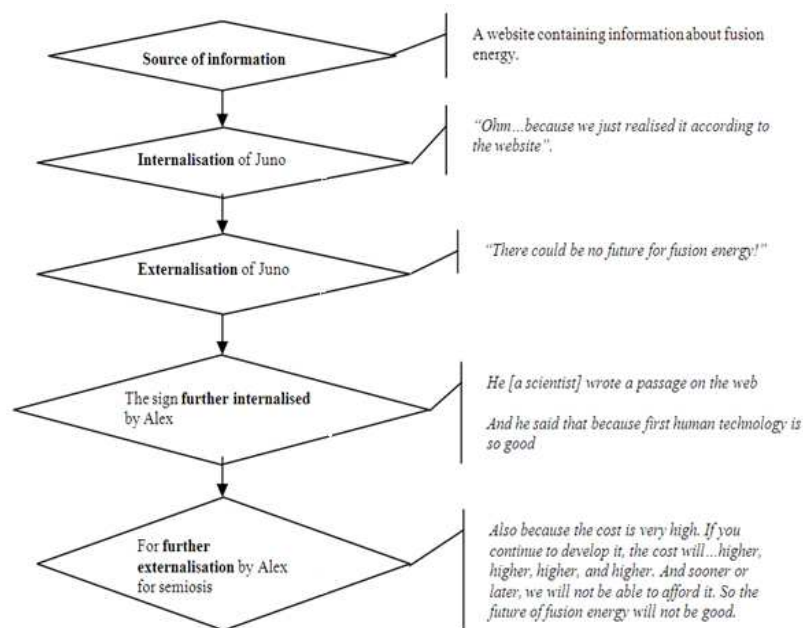 Source of information
A website containing information about fusion
energy.
Internalisation of Juno
"Ohm…because we just realised it according to
the website".
Externalisation of Juno
"There could be no future for fusion energy!"
The sign further internalised
by Alex
He [a scientist] wrote a passage on the web
And he said that because first human technology is
so good
For further
externalisation by Alex
for semiosis
Also because the cost is very high. If you
continue to develop it, the cost will…higher,
higher, higher, and higher. And sooner or
later, we will not be able to afford it. So the
future of fusion energy will not be good.